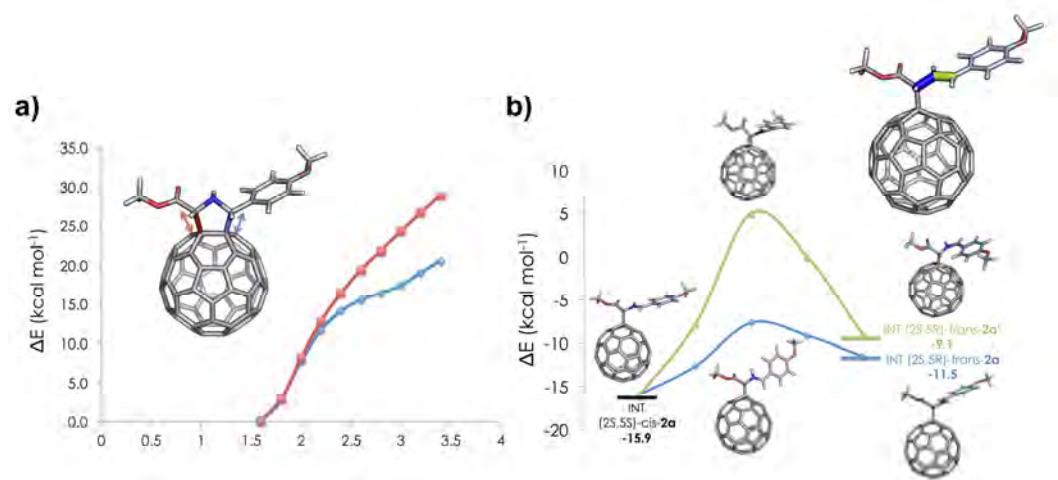 a)
ΔE (kcal mol⁻¹)
35.0
30.0
25.0
20.0
15.0
10.0
5.0
0.0
0 0.5 1 1.5 2 2.5 3 3.5 4
b)
ΔE (kcal mol⁻¹)
10
5
0
-5
-10
-15
-20
INT
(2S,5S)-cis-2a
-15.9
INT (2S,5R)-trans-2a'
-9.1
INT (2S,5R)-trans-2a
-11.5